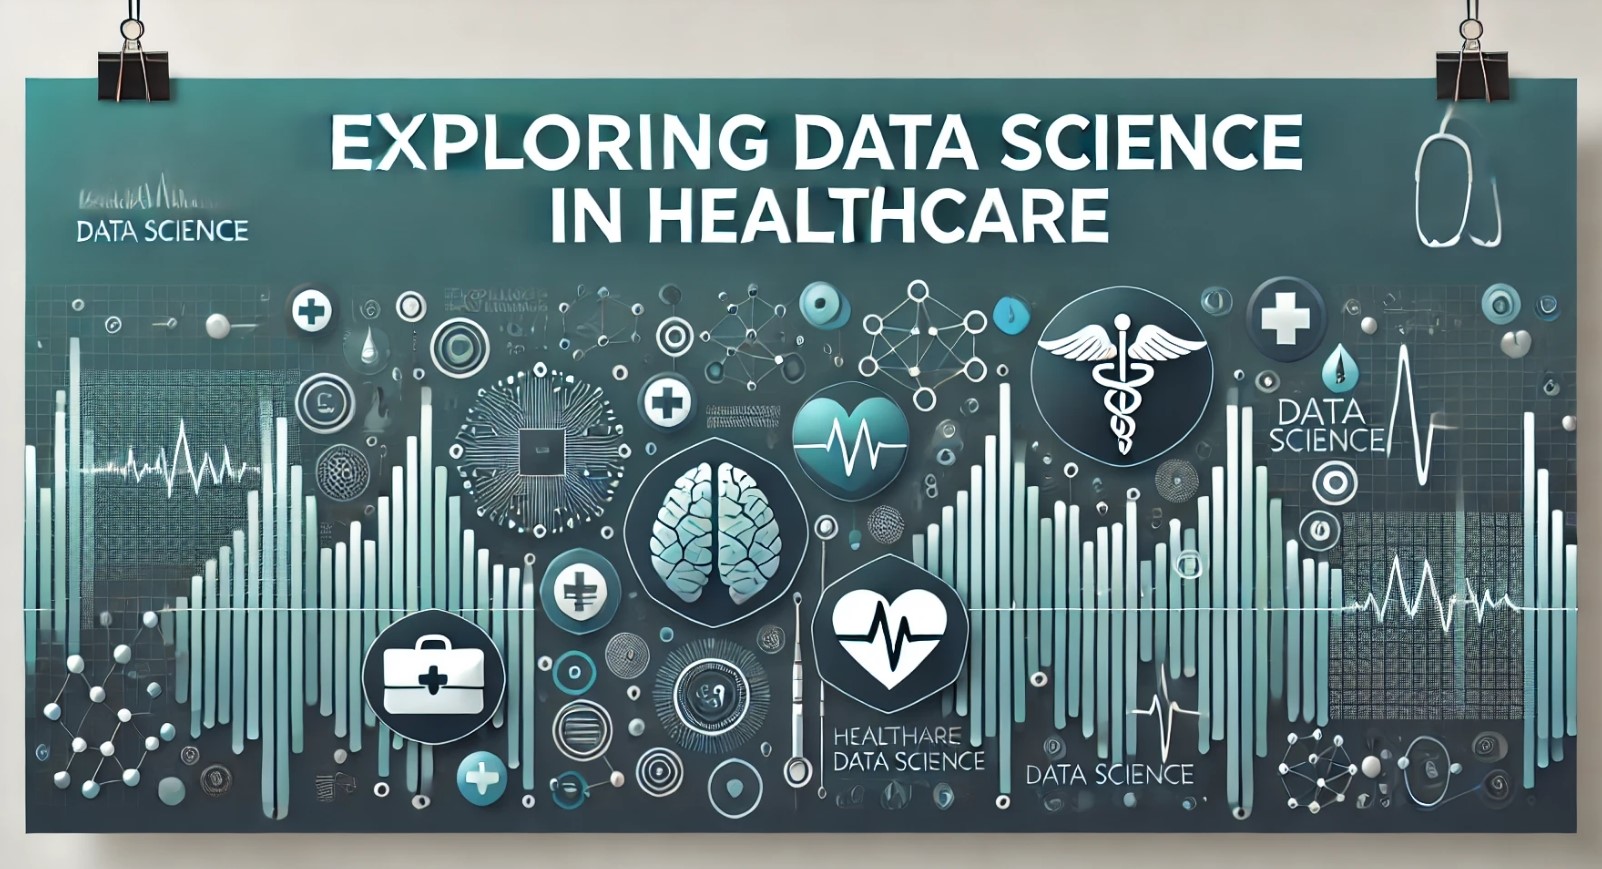 EXPLORING DATA SCIENCE
IN HEALTHCARE
DATA SCIENCE
DATA
SCIENCE
HEALTHARE
DATA SCIENCE
DATA SCIENCE